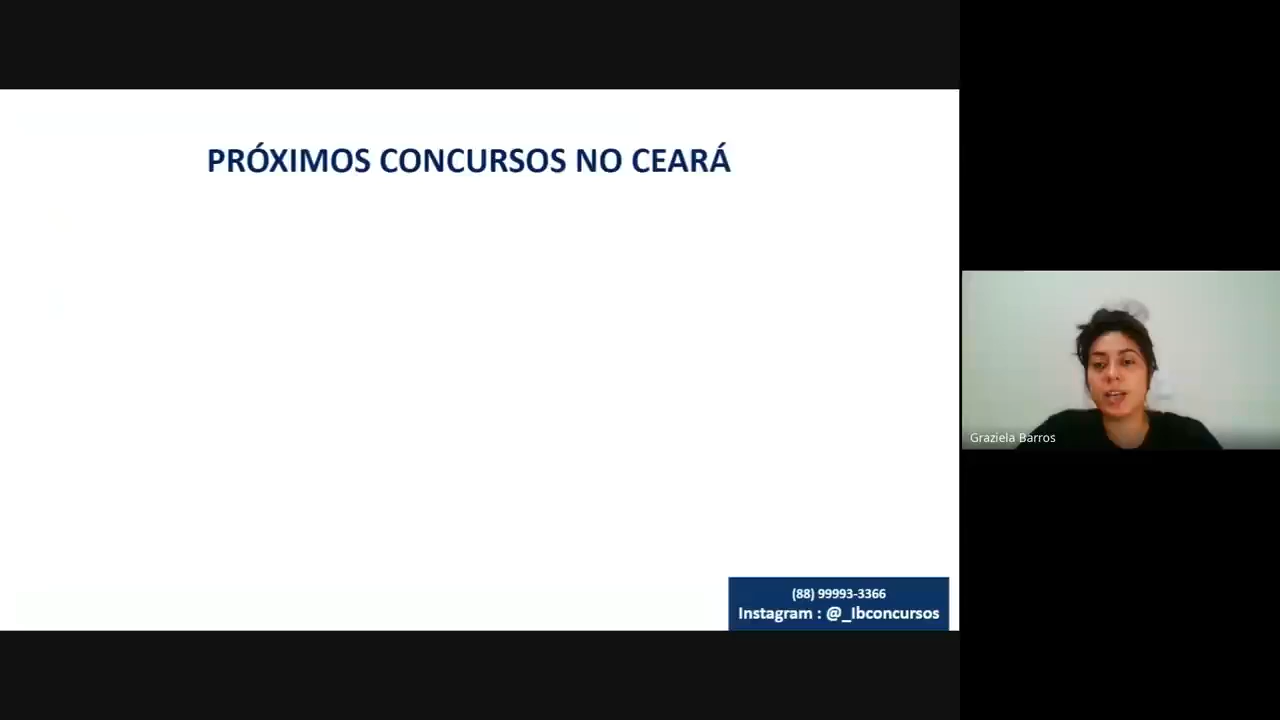 PRÓXIMOS CONCURSOS NO CEARÁ
Graziela Barros
(88) 99993-3366
Instagram : @_lbconcursos